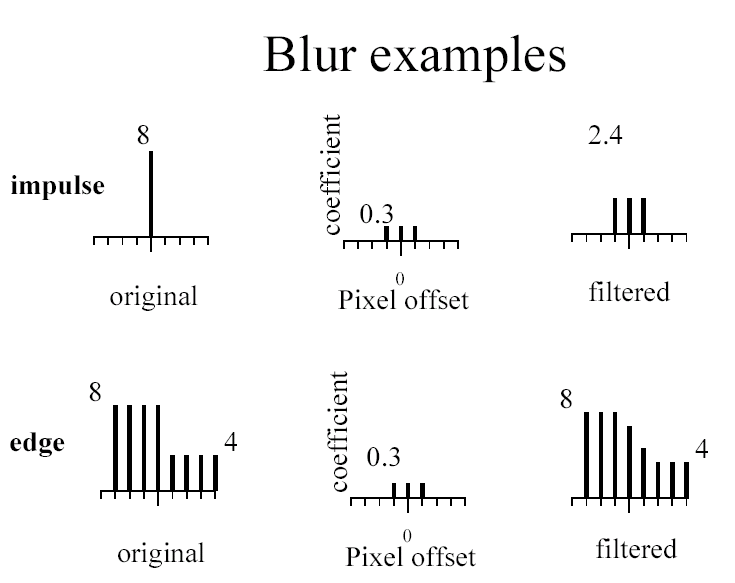 Blur examples
impulse
8
original
coefficient
0.3
0
Pixel offset
2.4
filtered
edge
8
4
original
coefficient
0.3
0
Pixel offset
8
4
filtered